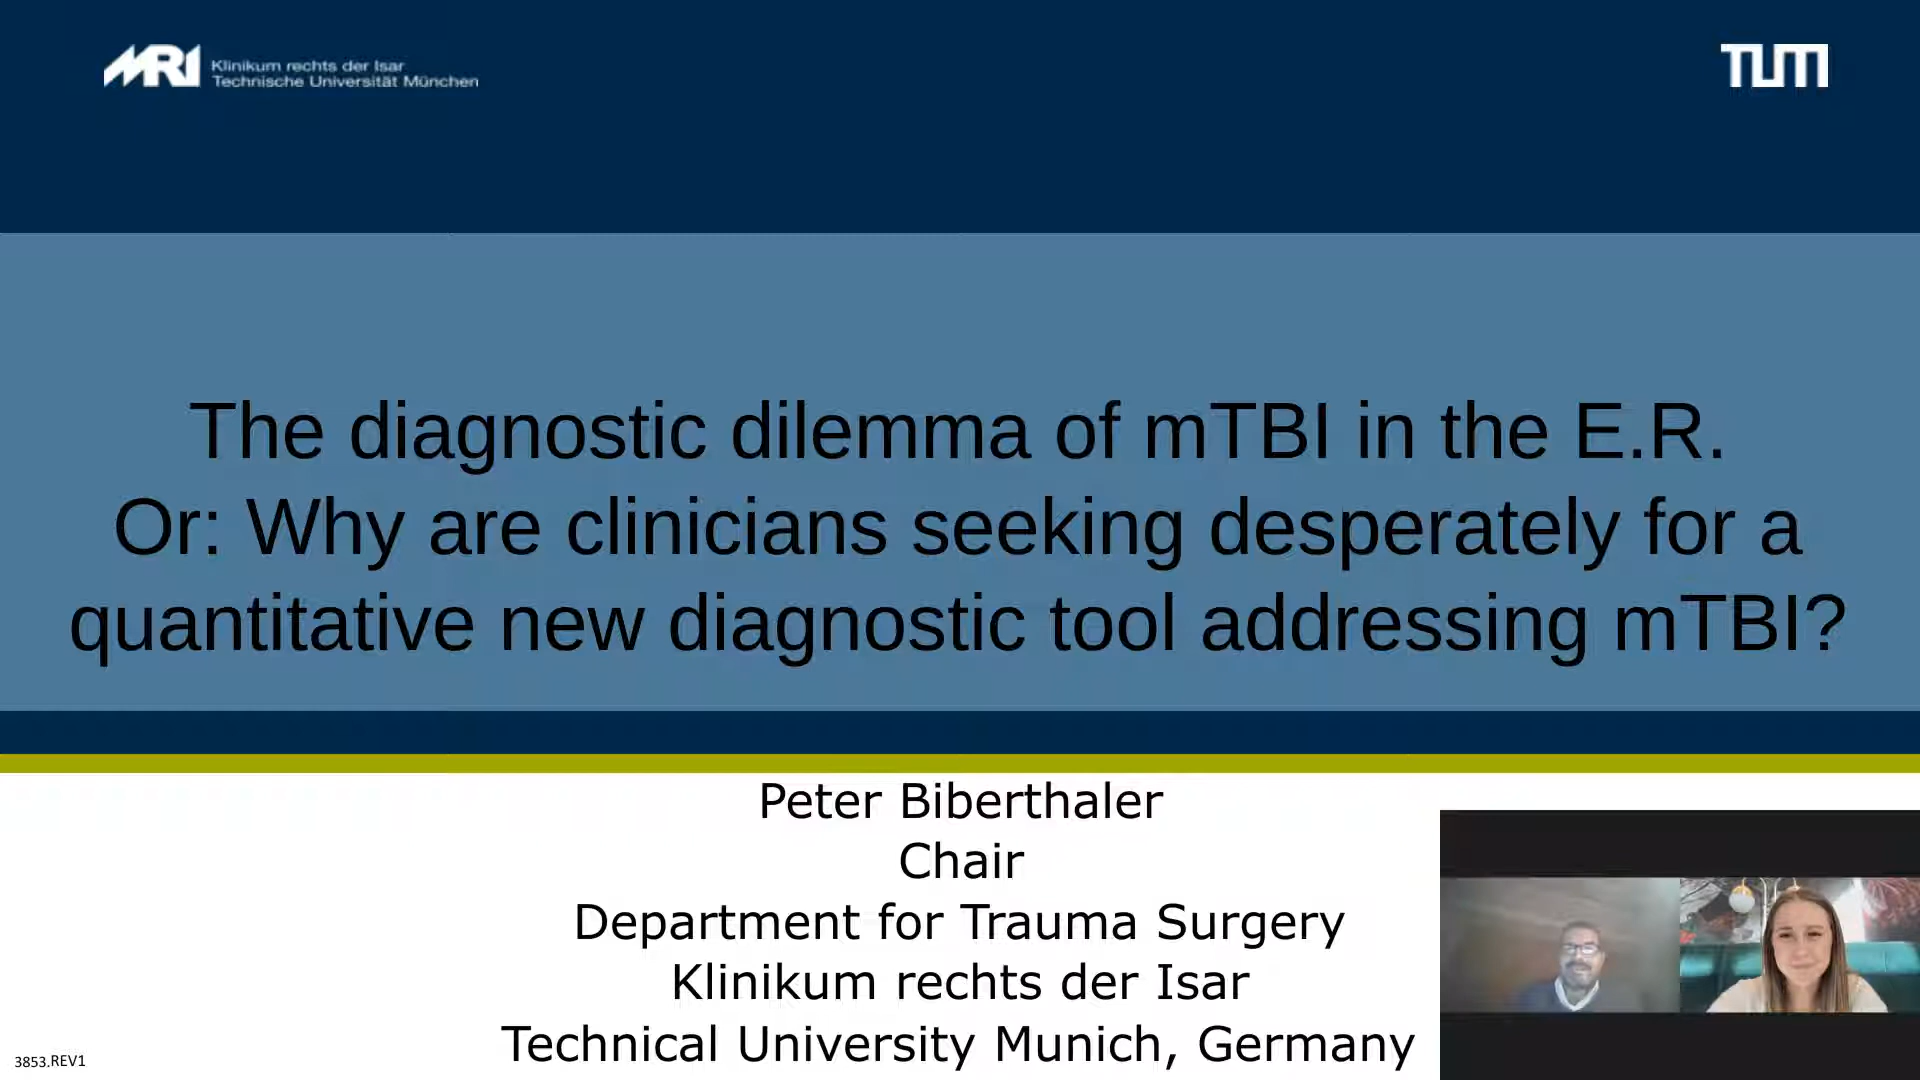 MRI Klinikum rechts der Isar
Technische Universität München
TUM
The diagnostic dilemma of mTBI in the E.R.
Or: Why are clinicians seeking desperately for a
quantitative new diagnostic tool addressing mTBI?
Peter Biberthaler
Chair
Department for Trauma Surgery
Klinikum rechts der Isar
Technical University Munich, Germany
3853.REV1